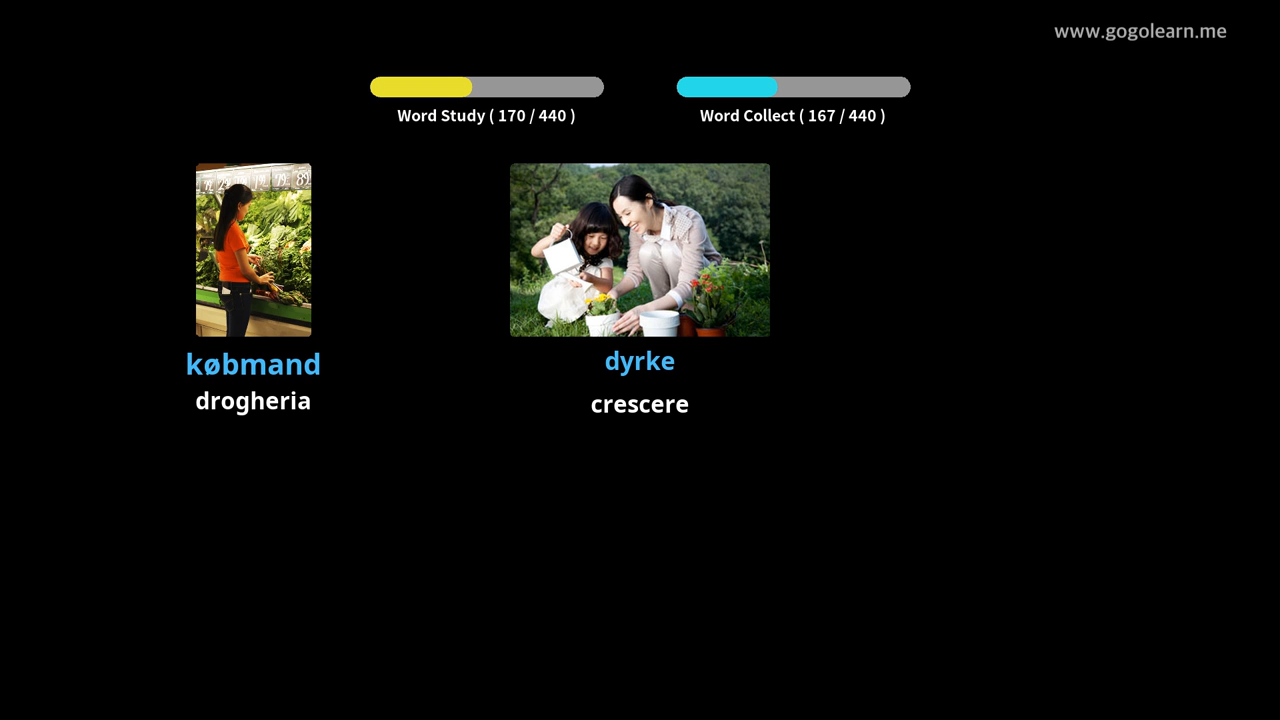 www.gogolearn.me
Word Study ( 170 / 440 )
Word Collect ( 167 / 440 )
købmand
drogheria
dyrke
crescere